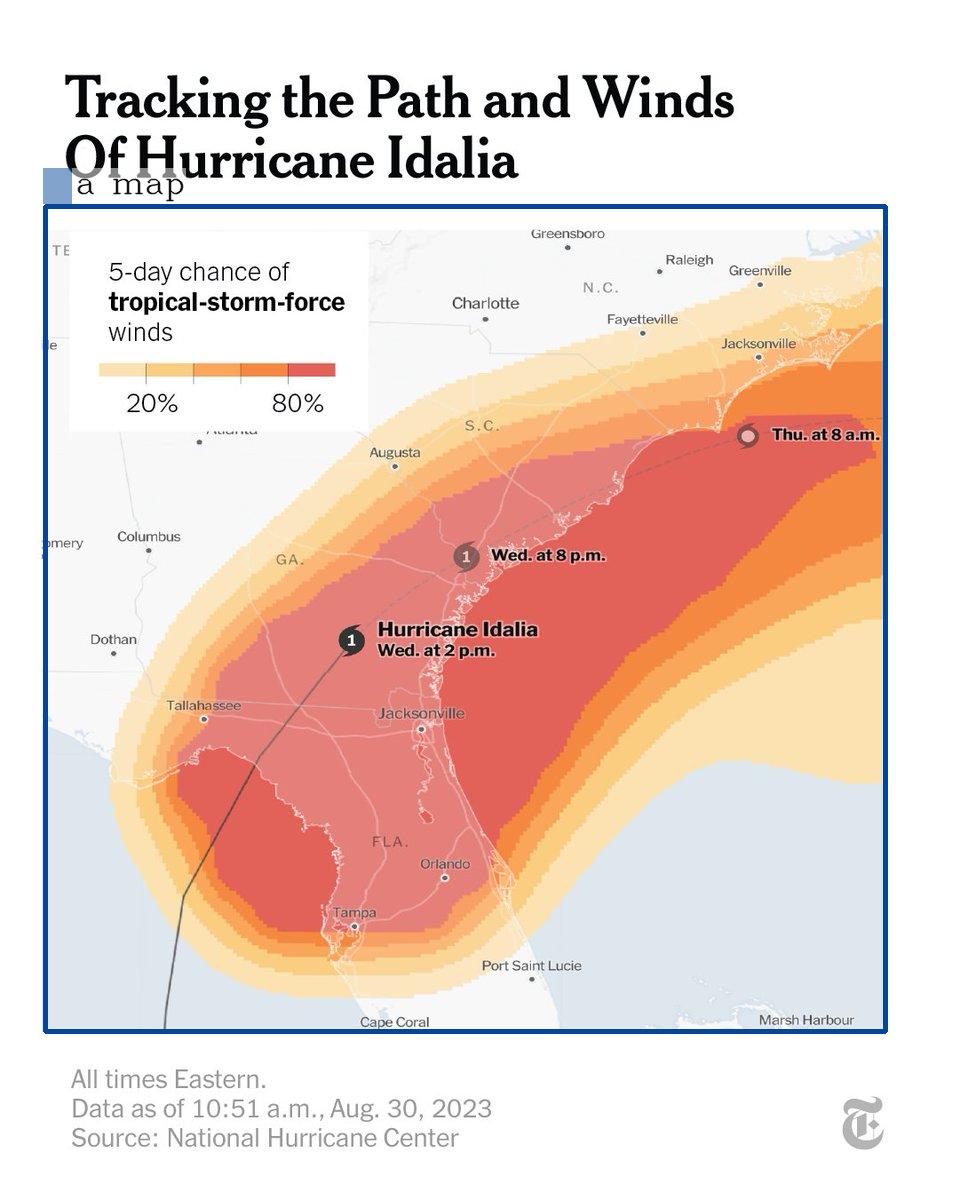 Tracking the Path and Winds
Of Hurricane Idalia
a map
5-day chance of
tropical-storm-force
winds
20% 80%
TE
Greensboro
Raleigh
N.C.
Greenville
Charlotte
Fayetteville
Jacksonville
e
S.C.
Atlanta
Augusta
Thu. at 8 a.m.
Columbus
omery
GA.
1 Wed. at 8 p.m.
1 Hurricane Idalia
Wed. at 2 p.m.
Dothan
Tallahassee
Jacksonville
FLA.
Orlando
Tampa
Port Saint Lucie
Cape Coral
Marsh Harbour
All times Eastern.
Data as of 10:51 a.m., Aug. 30, 2023
Source: National Hurricane Center
T